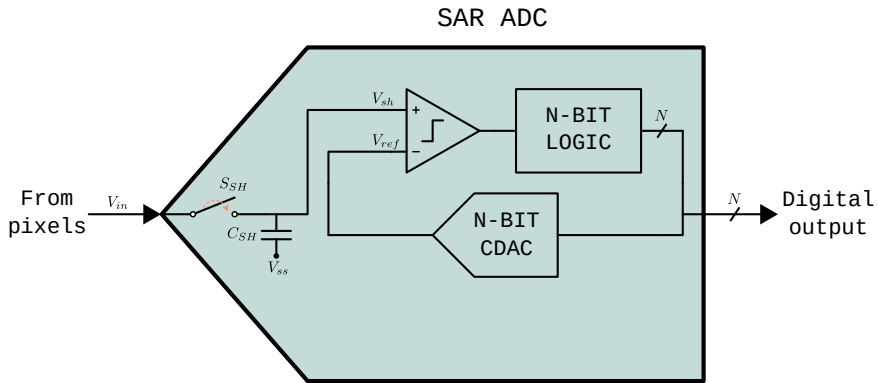 SAR ADC
From
pixels
V_in
S_SH
C_SH
V_ss
V_sh
+
V_ref
−
N-BIT
LOGIC
N
N-BIT
CDAC
N
Digital
output